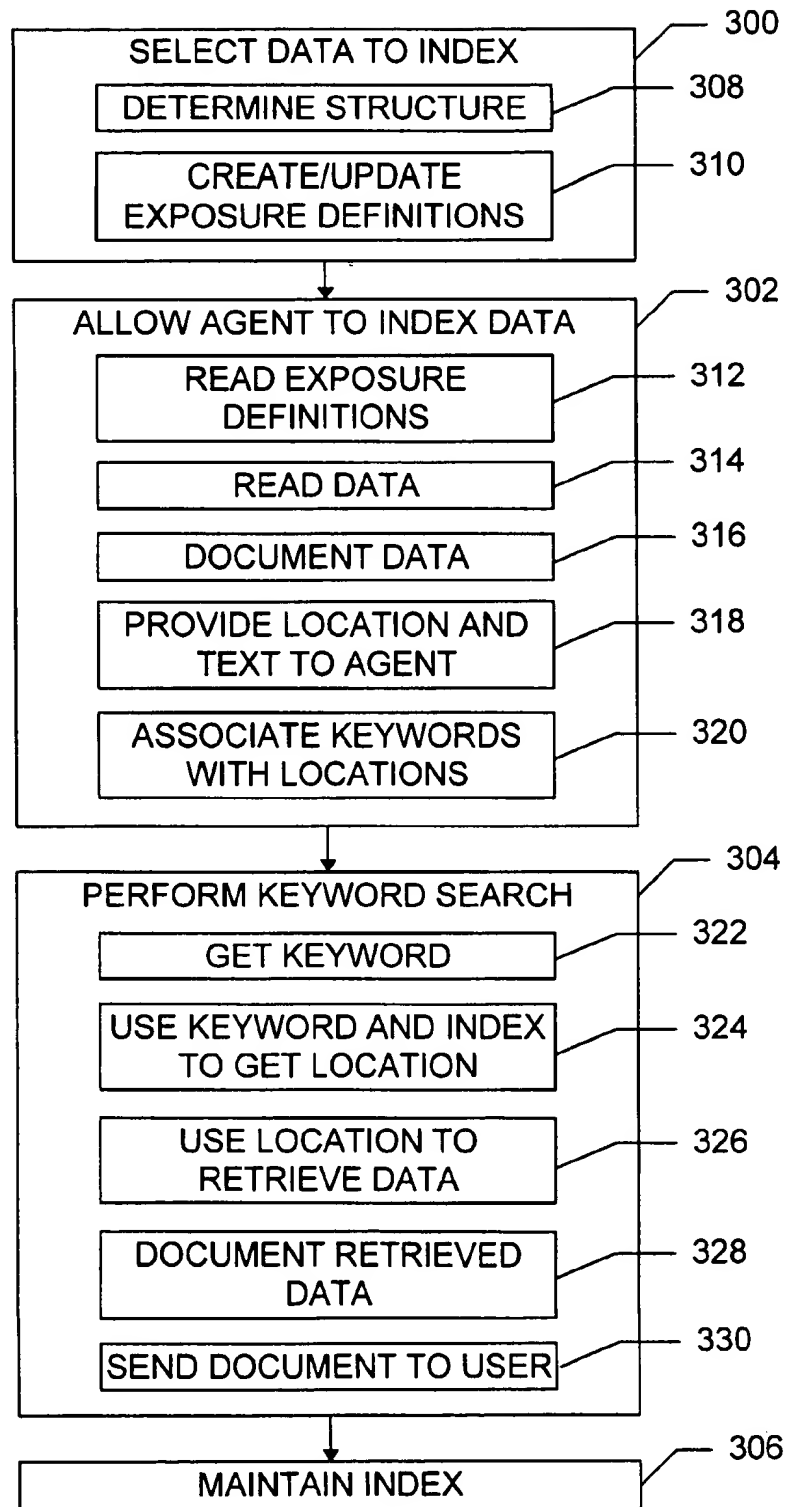 SELECT DATA TO INDEX
300
DETERMINE STRUCTURE
308
CREATE/UPDATE
EXPOSURE DEFINITIONS
310
ALLOW AGENT TO INDEX DATA
302
READ EXPOSURE
DEFINITIONS
312
READ DATA
314
DOCUMENT DATA
316
PROVIDE LOCATION AND
TEXT TO AGENT
318
ASSOCIATE KEYWORDS
WITH LOCATIONS
320
PERFORM KEYWORD SEARCH
304
GET KEYWORD
322
USE KEYWORD AND INDEX
TO GET LOCATION
324
USE LOCATION TO
RETRIEVE DATA
326
DOCUMENT RETRIEVED
DATA
328
SEND DOCUMENT TO USER
330
MAINTAIN INDEX
306